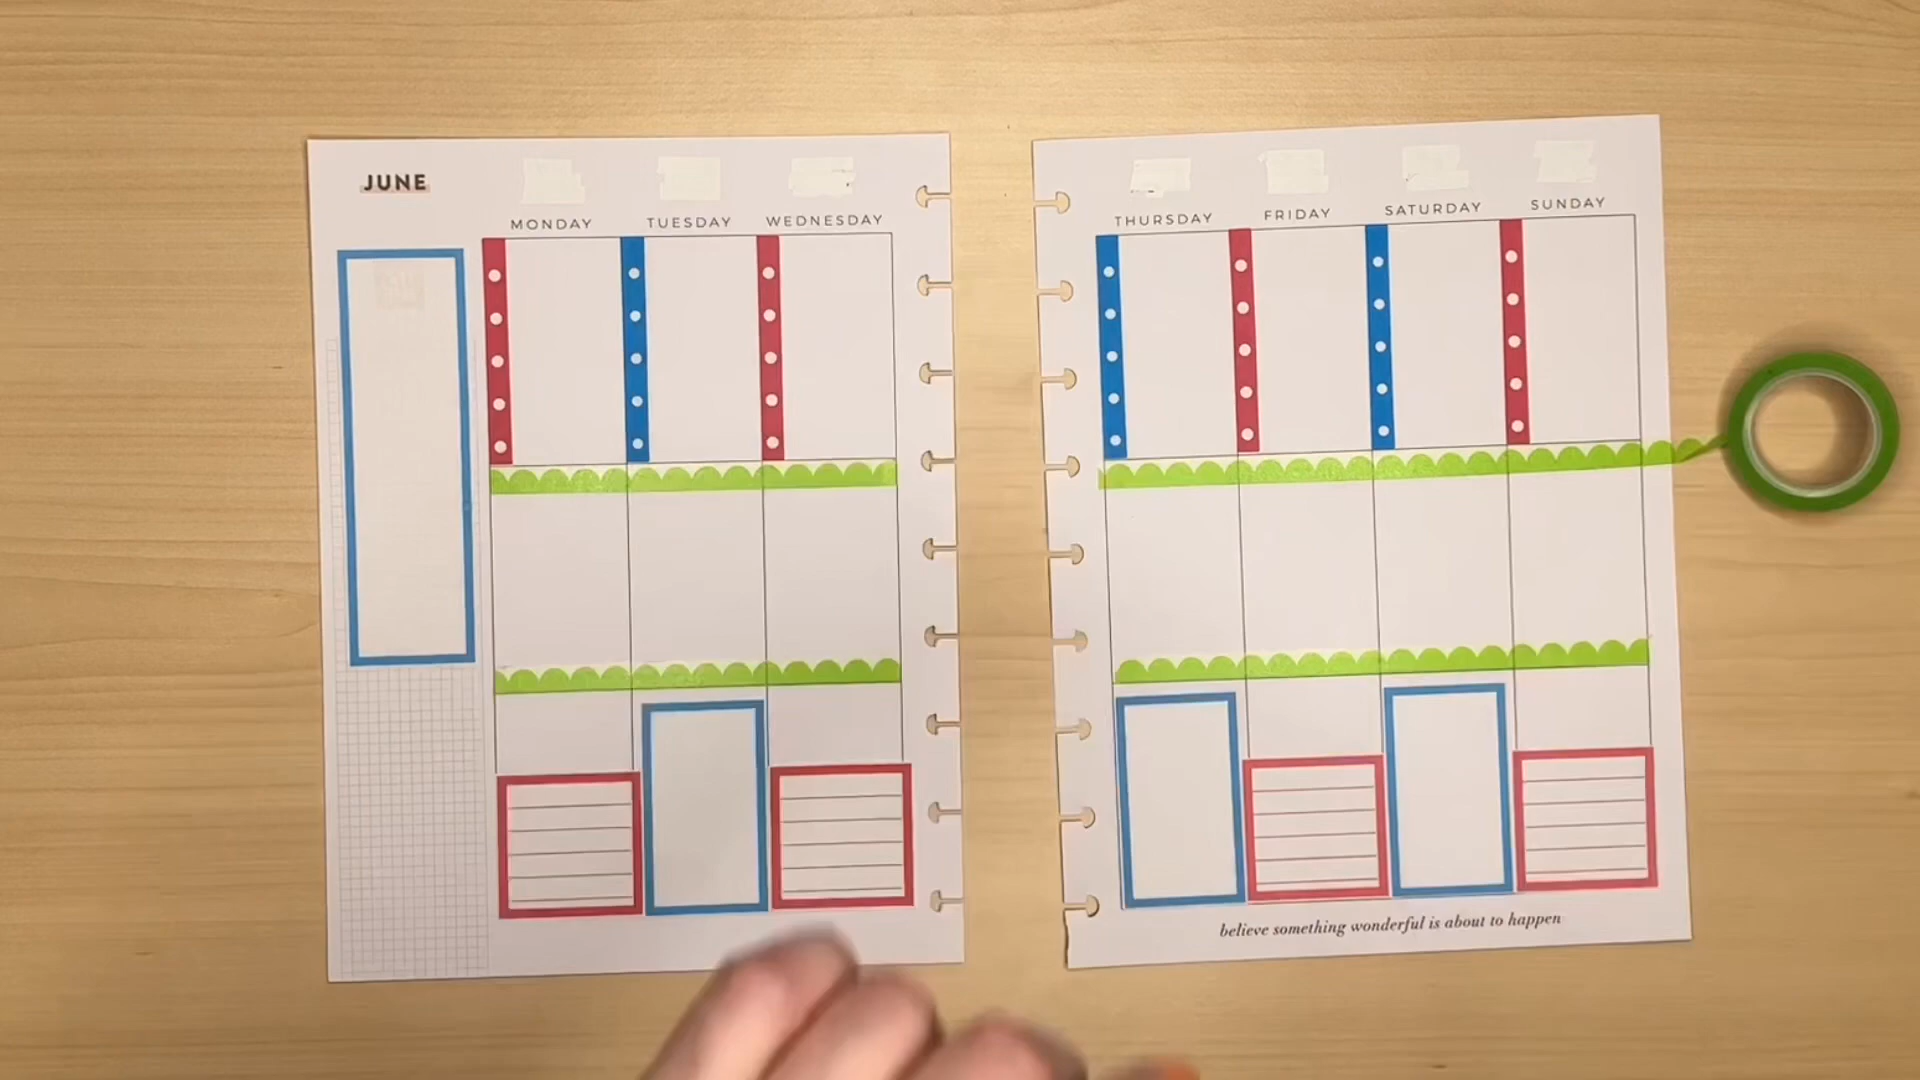 JUNE
MONDAY
TUESDAY
WEDNESDAY
THURSDAY
FRIDAY
SATURDAY
SUNDAY
believe something wonderful is about to happen